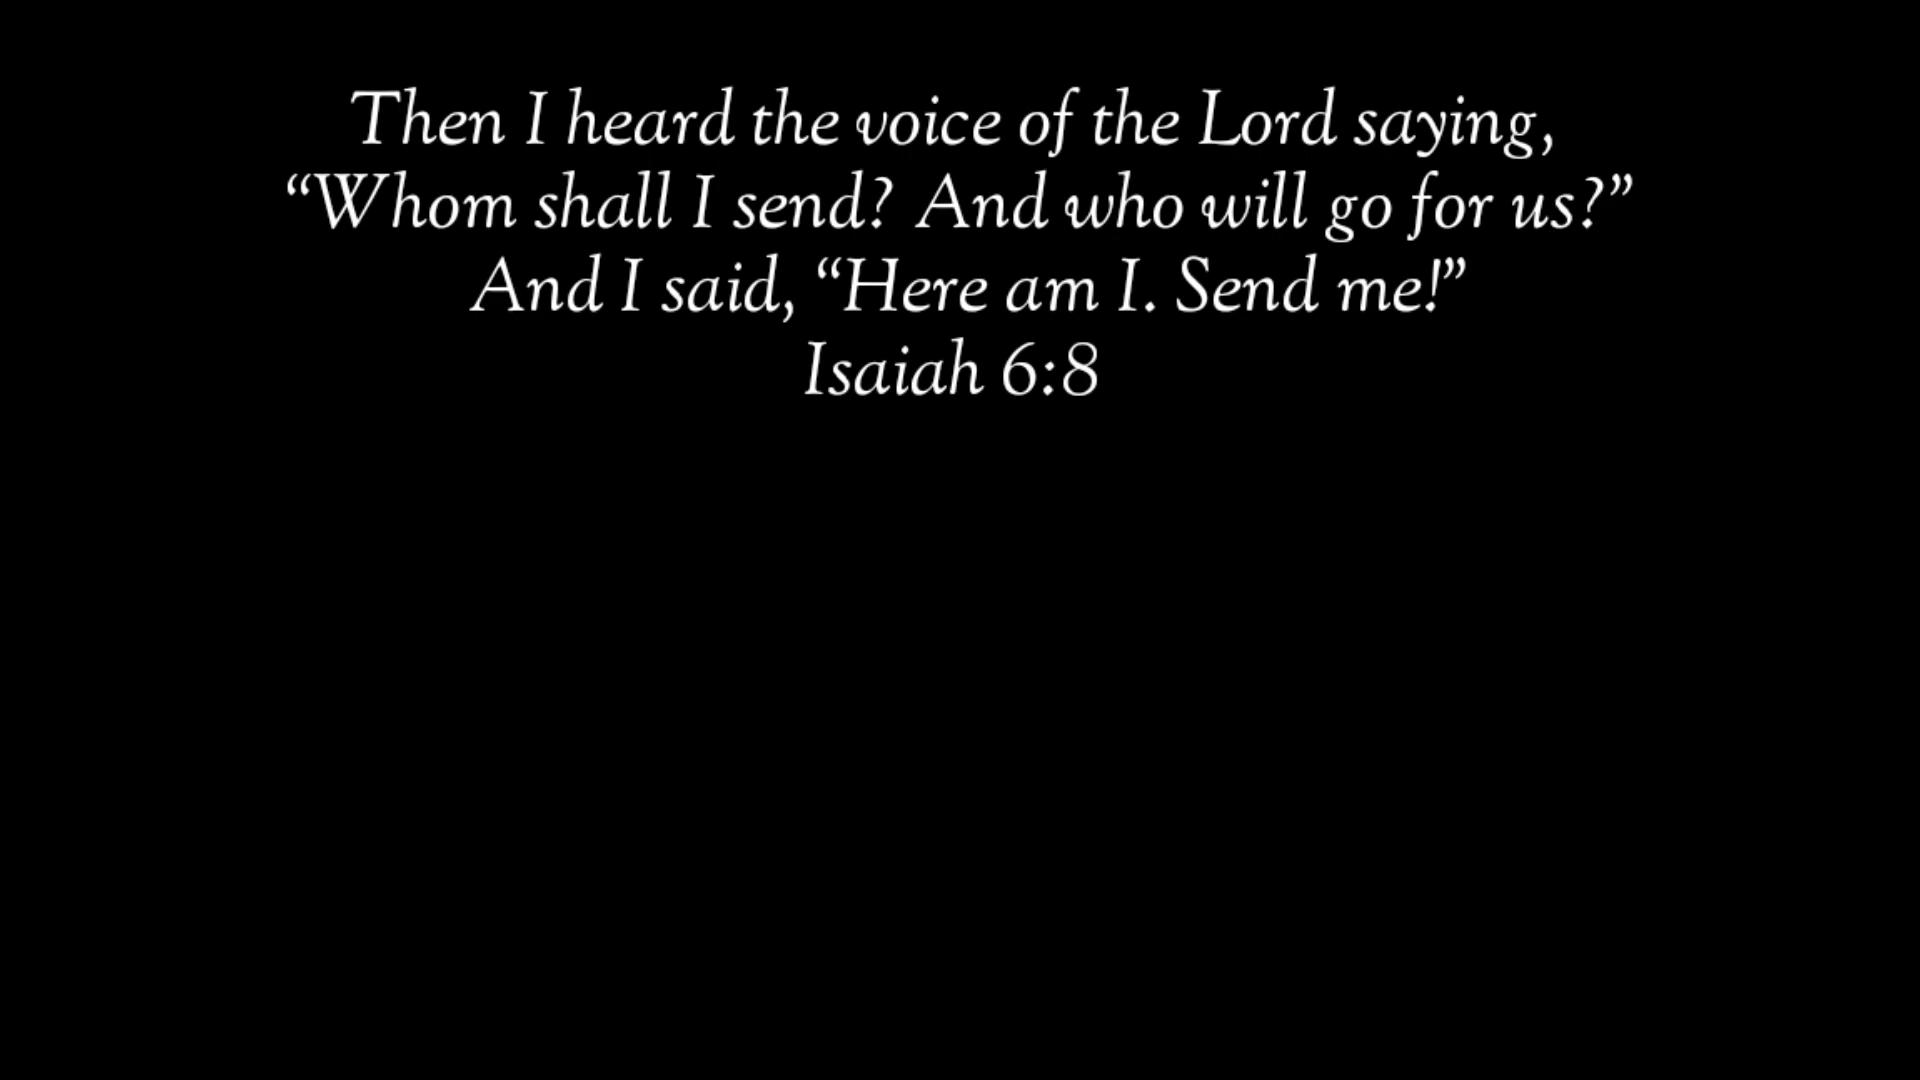 Then I heard the voice of the Lord saying,
“Whom shall I send? And who will go for us?”
And I said, “Here am I. Send me!”
Isaiah 6:8